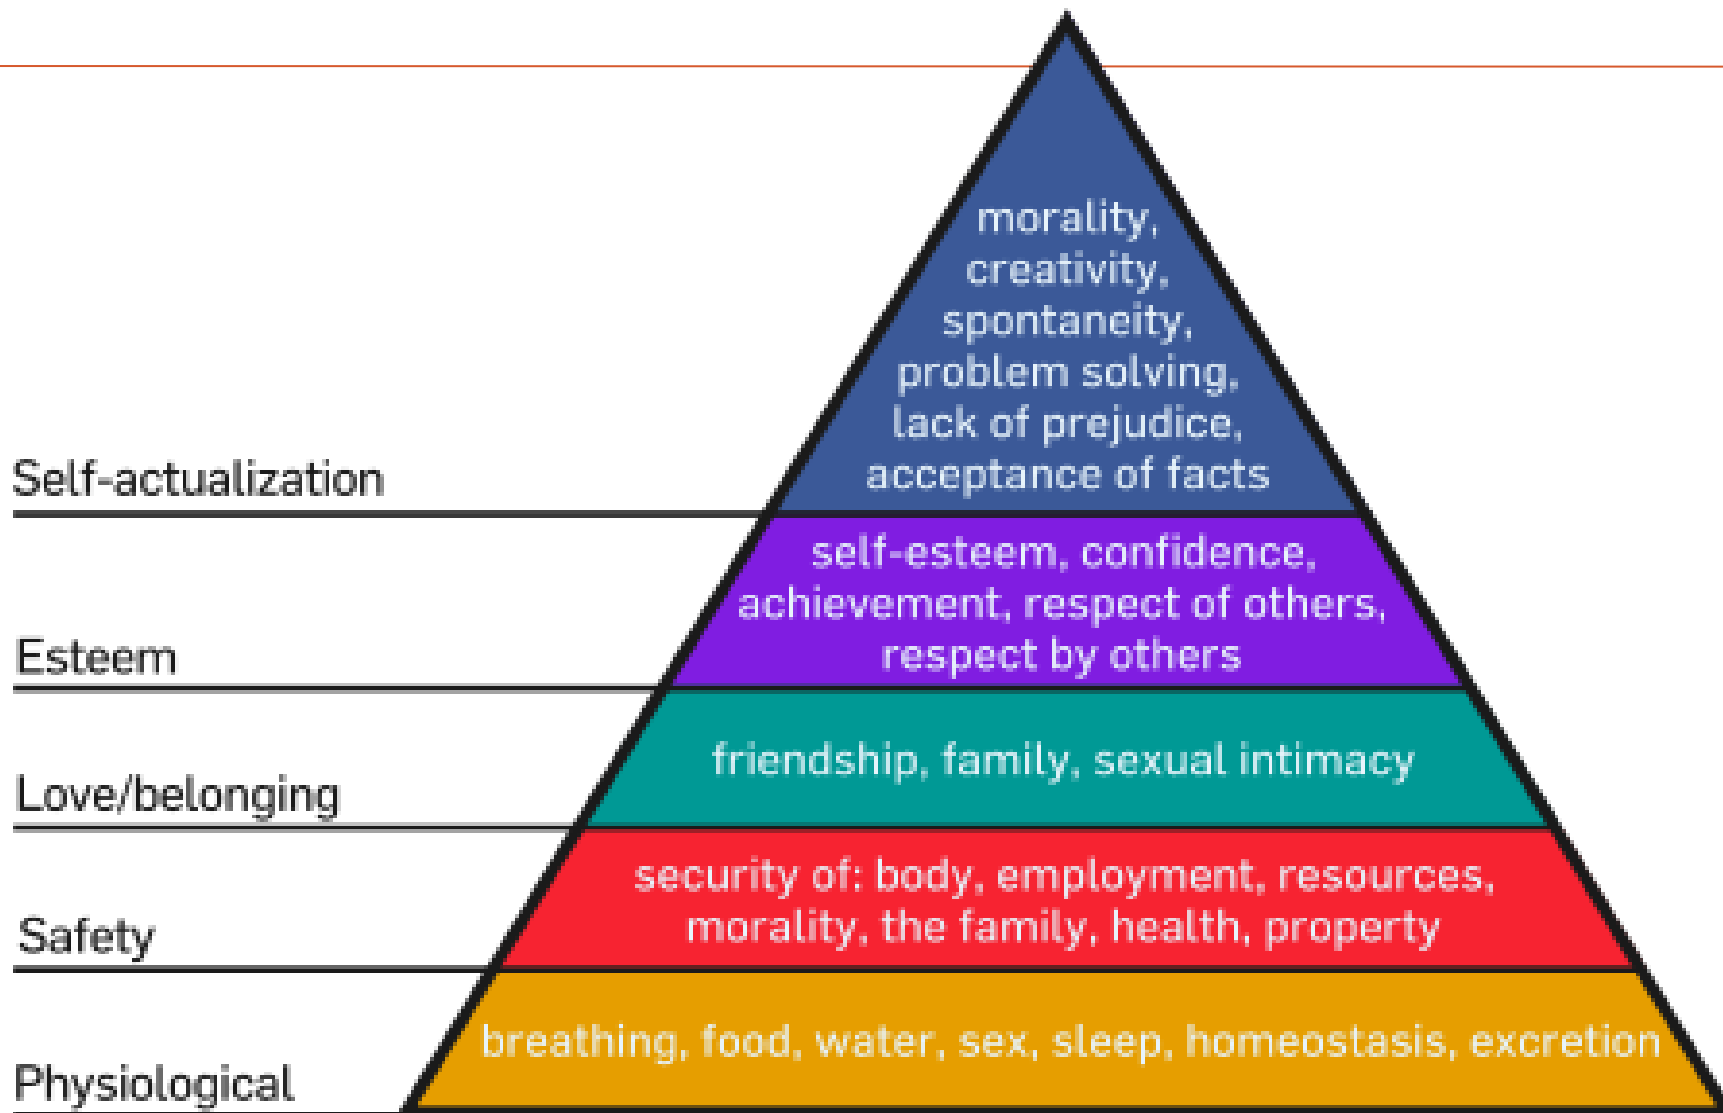 morality,
creativity,
spontaneity,
problem solving,
lack of prejudice,
acceptance of facts
Self-actualization
self-esteem, confidence,
achievement, respect of others,
respect by others
Esteem
friendship, family, sexual intimacy
Love/belonging
security of: body, employment, resources,
morality, the family, health, property
Safety
breathing, food, water, sex, sleep, homeostasis, excretion
Physiological